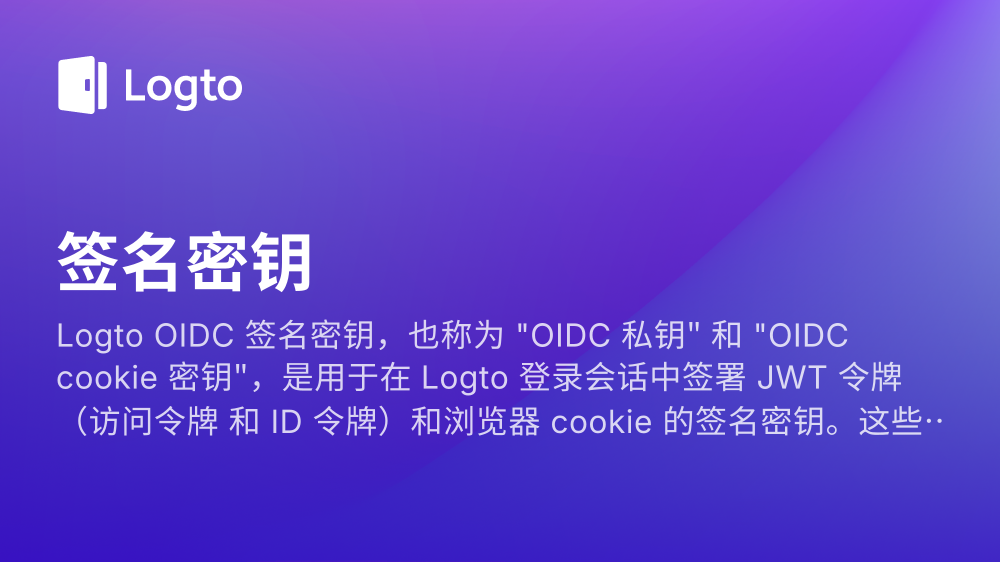 Logto
签名密钥
Logto OIDC 签名密钥，也称为 "OIDC 私钥" 和 "OIDC
cookie 密钥"，是用于在 Logto 登录会话中签署 JWT 令牌
（访问令牌 和 ID 令牌）和浏览器 cookie 的签名密钥。这些··